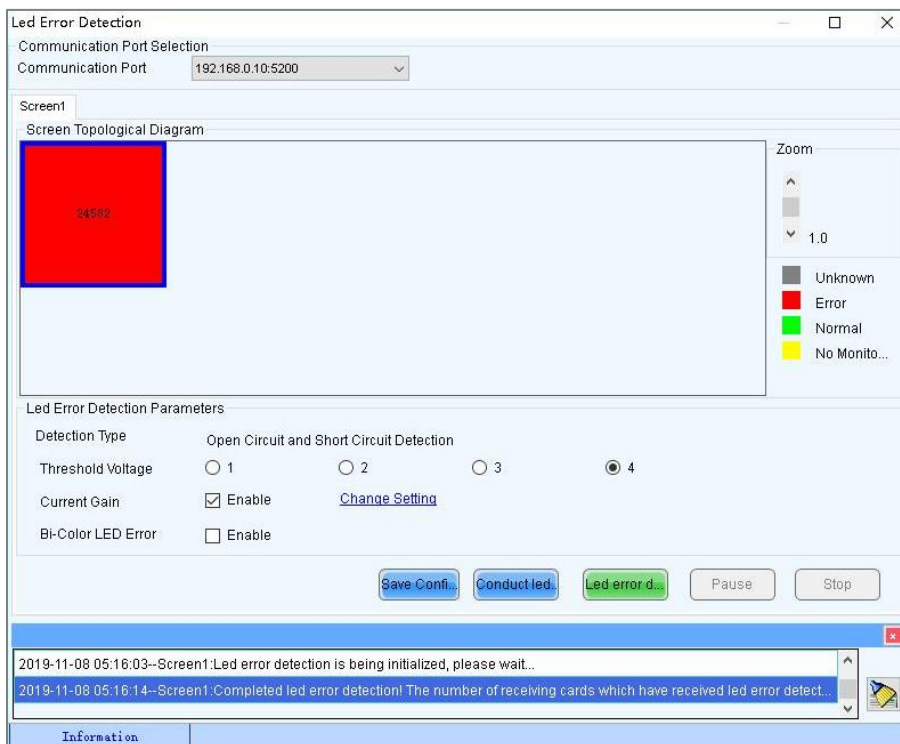 Led Error Detection
Communication Port Selection
Communication Port 192.168.0.10:5200
Screen1
Screen Topological Diagram
24582
Zoom
1.0
Unknown
Error
Normal
No Monito...
Led Error Detection Parameters
Detection Type Open Circuit and Short Circuit Detection
Threshold Voltage 1 2 3 4
Current Gain Enable Change Setting
Bi-Color LED Error Enable
Save Confi... Conduct led... Led error d... Pause Stop
2019-11-08 05:16:03--Screen1:Led error detection is being initialized, please wait...
2019-11-08 05:16:14--Screen1:Completed led error detection! The number of receiving cards which have received led error detect...
Information